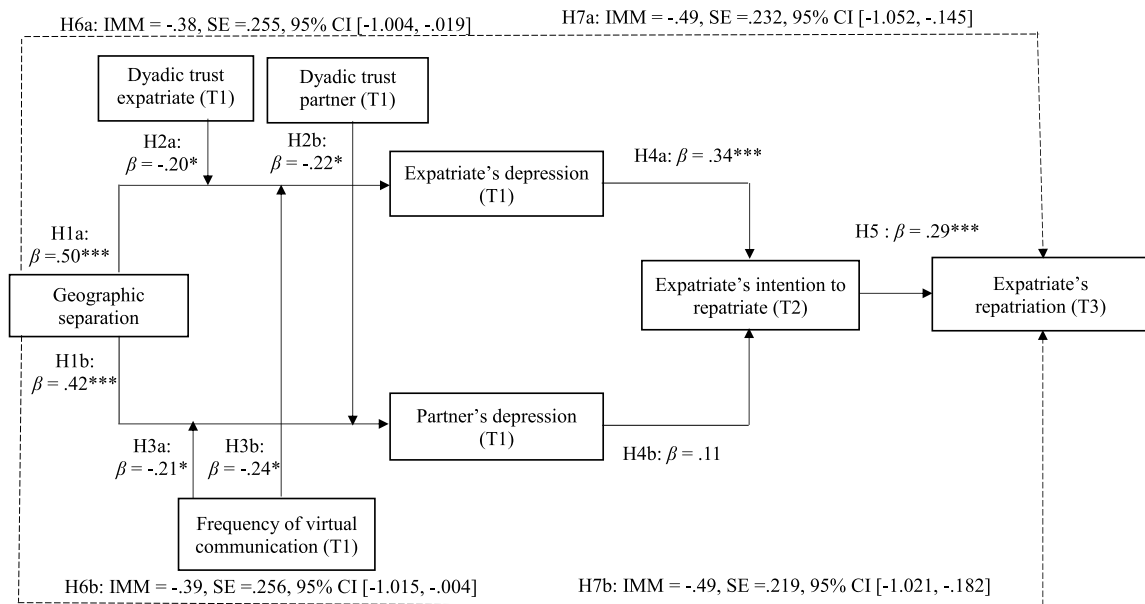 H6a: IMM = -.38, SE =.255, 95% CI [-1.004, -.019]
H7a: IMM = -.49, SE =.232, 95% CI [-1.052, -.145]
Dyadic trust
expatriate (T1)
Dyadic trust
partner (T1)
H2a:
β = -.20*
H2b:
β = -.22*
H4a: β = .34***
Expatriate’s depression
(T1)
H1a:
β =.50***
H5 : β = .29***
Geographic
separation
Expatriate’s intention to
repatriate (T2)
Expatriate’s
repatriation (T3)
H1b:
β = .42***
Partner’s depression
(T1)
H3a:
β = -.21*
H3b:
β = -.24*
H4b: β = .11
Frequency of virtual
communication (T1)
H6b: IMM = -.39, SE =.256, 95% CI [-1.015, -.004]
H7b: IMM = -.49, SE =.219, 95% CI [-1.021, -.182]